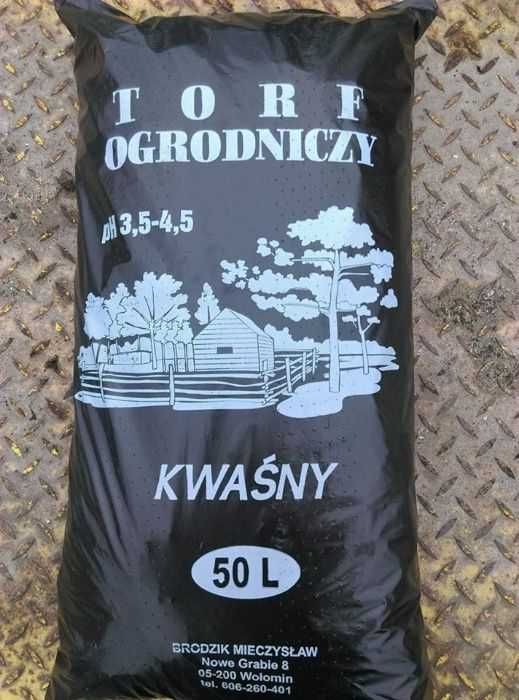 TORF
OGRODNICZY
pH 3,5-4,5
KWAŚNY
50 L
BRODZIK MIECZYSŁAW
Nowe Grabie 8
05-200 Wołomin
tel. 606-260-401